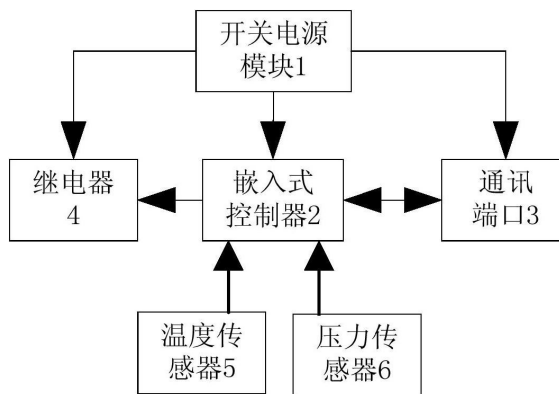 开关电源
模块1
继电器
4
嵌入式
控制器2
通讯
端口3
温度传
感器5
压力传
感器6